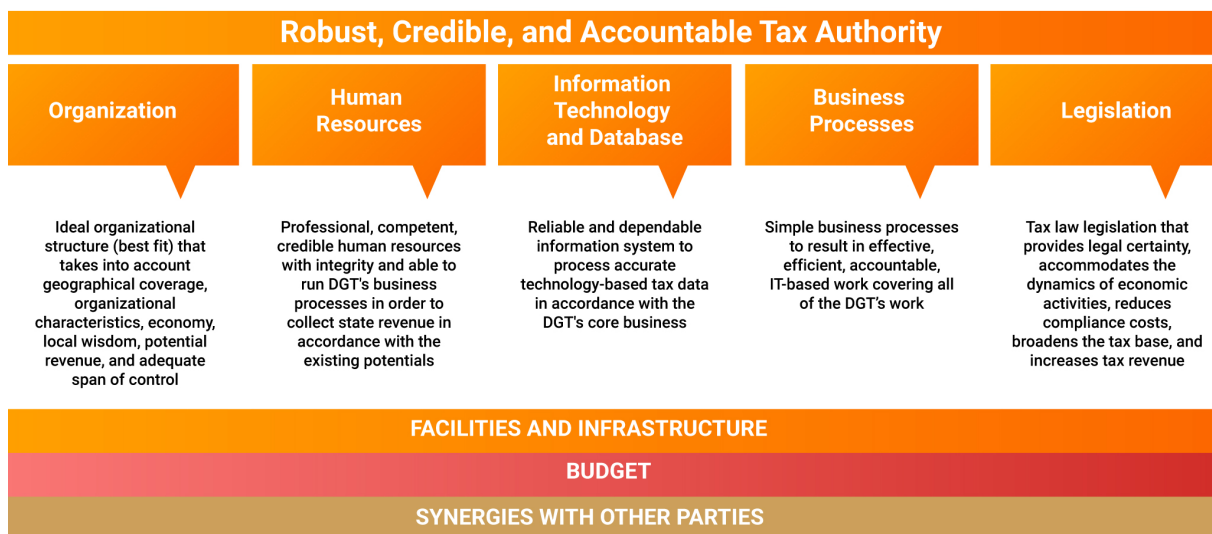 Robust, Credible, and Accountable Tax Authority
Organization
Ideal organizational
structure (best fit) that
takes into account
geographical coverage,
organizational
characteristics, economy,
local wisdom, potential
revenue, and adequate
span of control
Human
Resources
Professional, competent,
credible human resources
with integrity and able to
run DGT's business
processes in order to
collect state revenue in
accordance with the
existing potentials
Information
Technology
and Database
Reliable and dependable
information system to
process accurate
technology-based tax data
in accordance with the
DGT's core business
Business
Processes
Simple business processes
to result in effective,
efficient, accountable,
IT-based work covering all
of the DGT’s work
Legislation
Tax law legislation that
provides legal certainty,
accommodates the
dynamics of economic
activities, reduces
compliance costs,
broadens the tax base, and
increases tax revenue
FACILITIES AND INFRASTRUCTURE
BUDGET
SYNERGIES WITH OTHER PARTIES